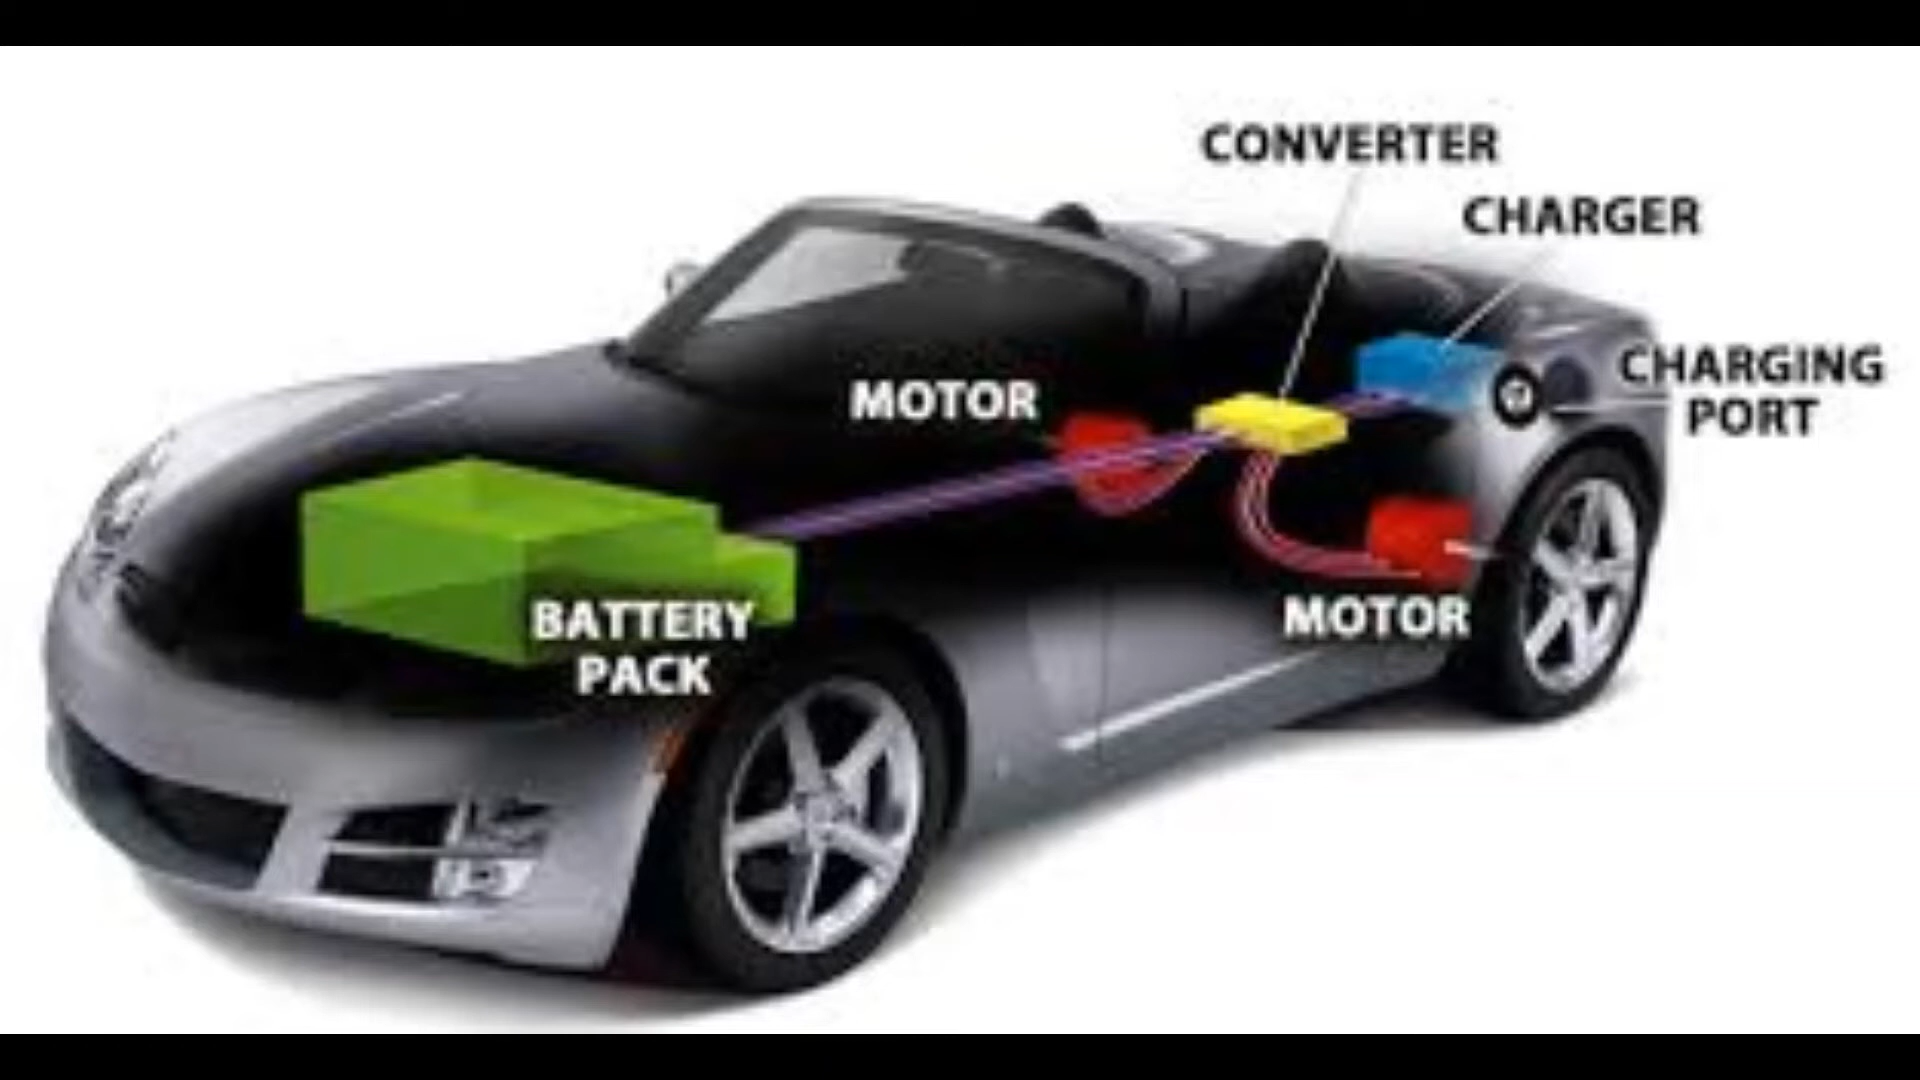 CONVERTER
CHARGER
CHARGING
PORT
MOTOR
BATTERY
PACK
MOTOR